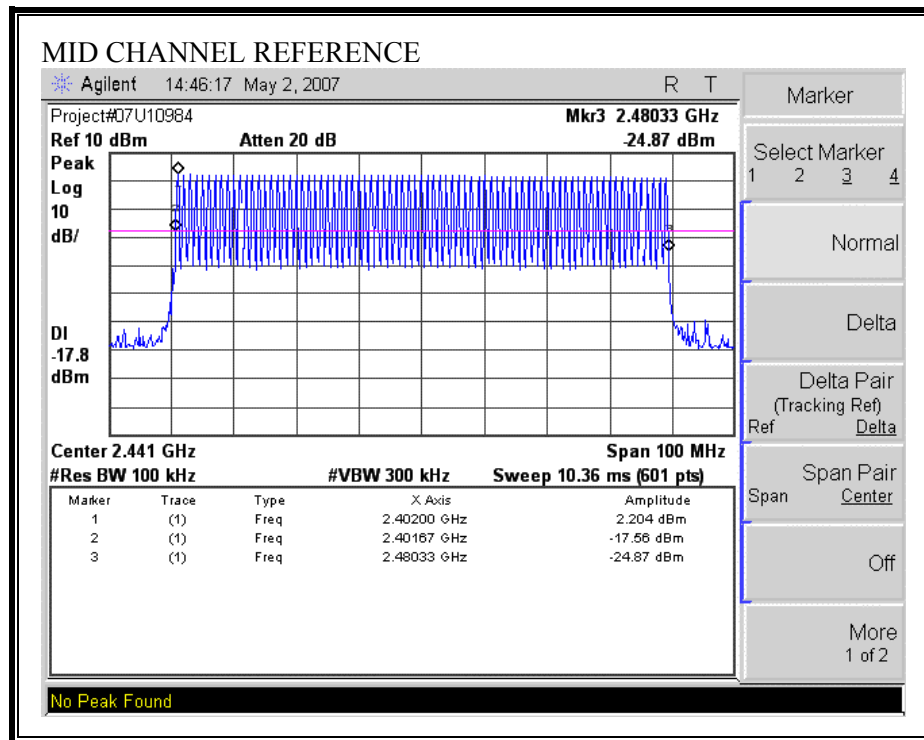 MID CHANNEL REFERENCE
Agilent 14:46:17 May 2, 2007 R T
Project#07U10984 Mkr3 2.48033 GHz
Ref 10 dBm Atten 20 dB -24.87 dBm
Peak
Log
10
dB/
DI
-17.8
dBm
Center 2.441 GHz Span 100 MHz
#Res BW 100 kHz #VBW 300 kHz Sweep 10.36 ms (601 pts)
Marker Trace Type X Axis Amplitude
1 (1) Freq 2.40200 GHz 2.204 dBm
2 (1) Freq 2.40167 GHz -17.56 dBm
3 (1) Freq 2.48033 GHz -24.87 dBm
No Peak Found
Marker
Select Marker
1 2 3 4
Normal
Delta
Delta Pair
(Tracking Ref)
Ref Delta
Span Pair
Span Center
Off
More
1 of 2